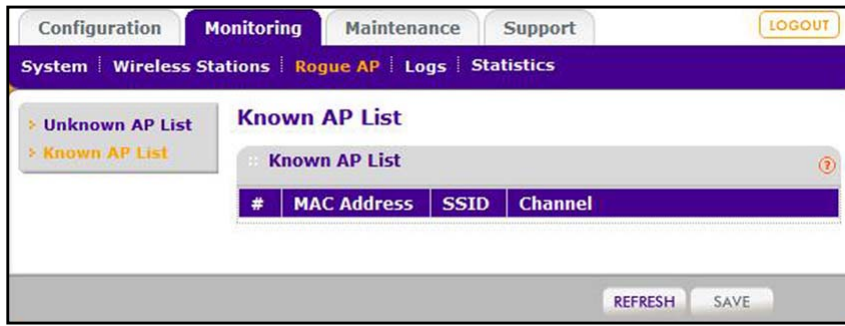 Configuration Monitoring Maintenance Support LOGOUT
System Wireless Stations Rogue AP Logs Statistics
Unknown AP List
Known AP List
Known AP List
Known AP List ?
# MAC Address SSID Channel
REFRESH SAVE